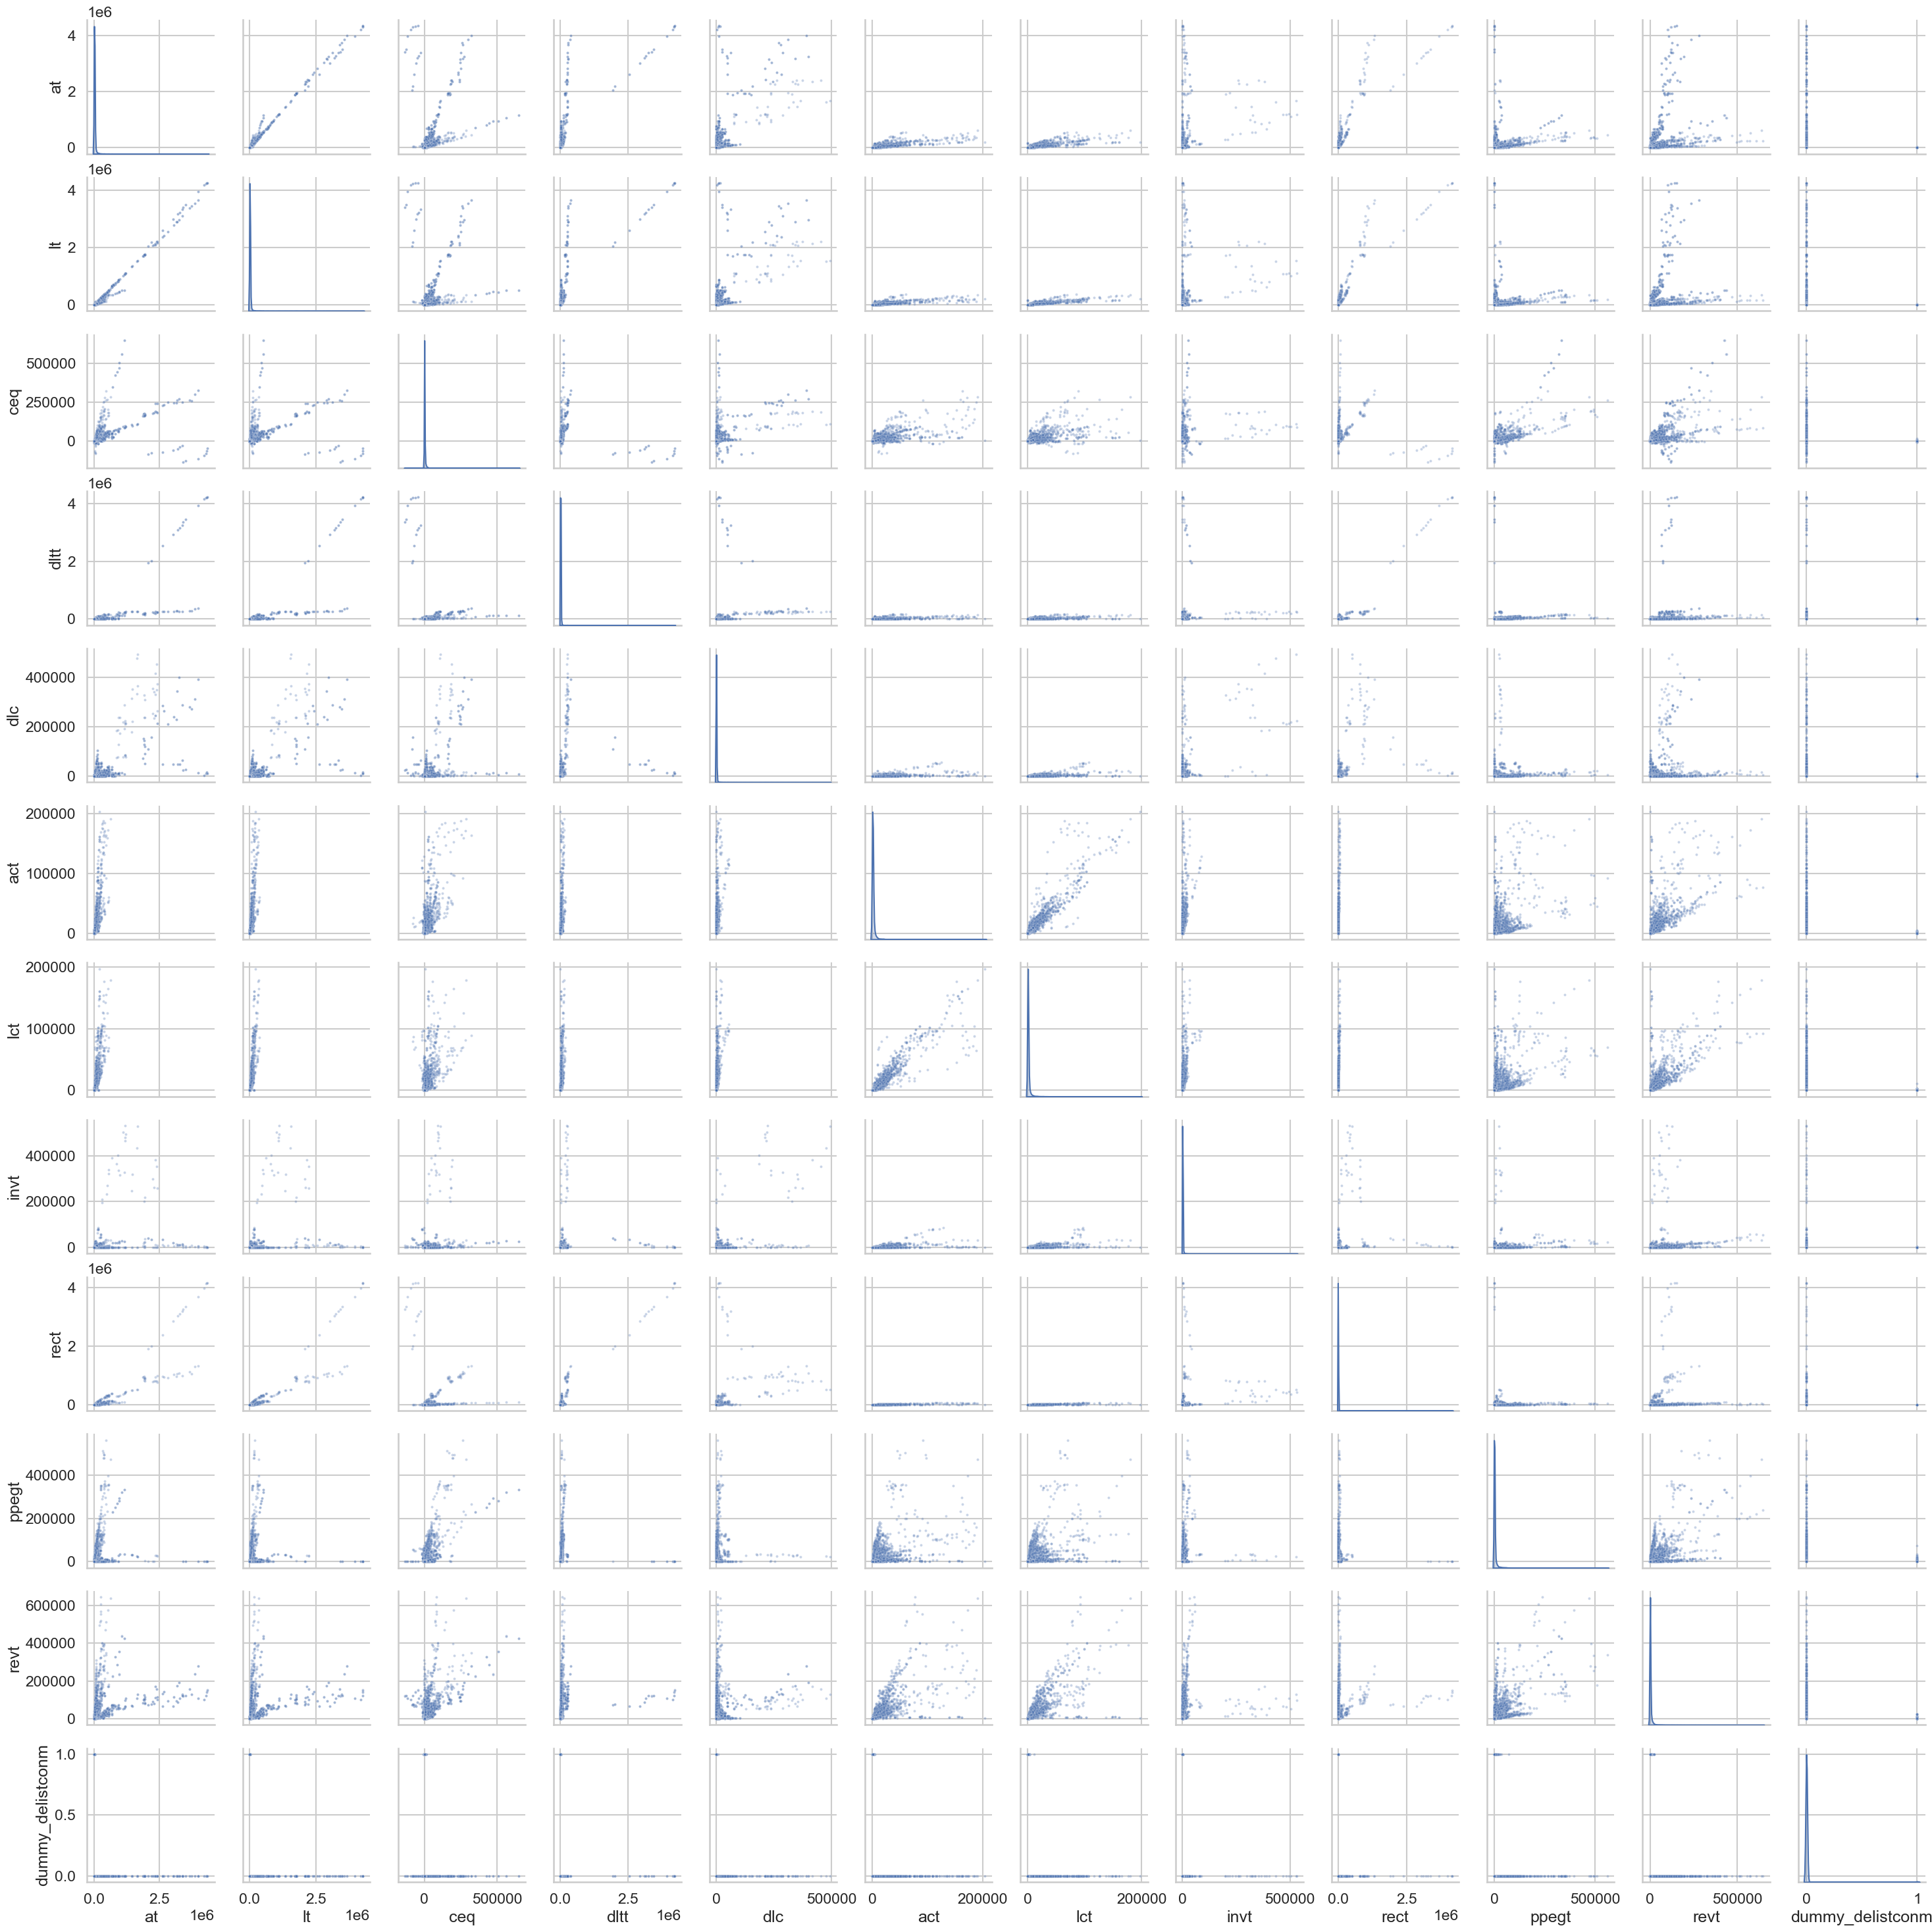 1e6
4
2
0
at
1e6
4
2
0
lt
500000
250000
0
ceq
1e6
4
2
0
dltt
400000
200000
0
dlc
200000
100000
0
act
200000
100000
0
lct
400000
200000
0
invt
1e6
4
2
0
rect
400000
200000
0
ppegt
600000
400000
200000
0
revt
1.0
0.5
0.0
dummy_delistconm
0.0 2.5 0.0 2.5 0 500000 0.0 2.5 0 500000 0 200000 0 200000 0 500000 0.0 2.5 0 500000 0 500000 0 1
at 1e6 lt 1e6 ceq dltt 1e6 dlc act lct invt rect 1e6 ppegt revt dummy_delistconm